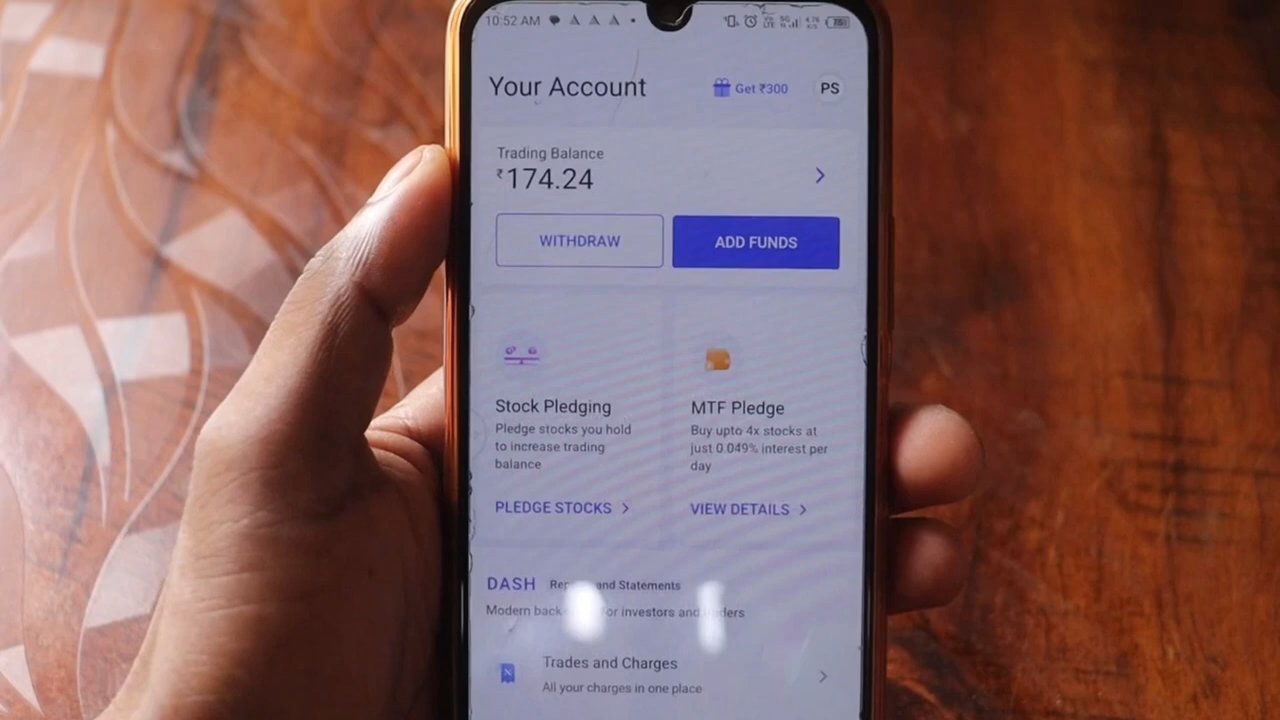 10:52 AM
Your Account
Get ₹300
PS
Trading Balance
₹174.24
WITHDRAW
ADD FUNDS
Stock Pledging
Pledge stocks you hold
to increase trading
balance
PLEDGE STOCKS
MTF Pledge
Buy upto 4x stocks at
just 0.049% interest per
day
VIEW DETAILS
DASH
and Statements
Modern for investors and
Trades and Charges
All your charges in one place